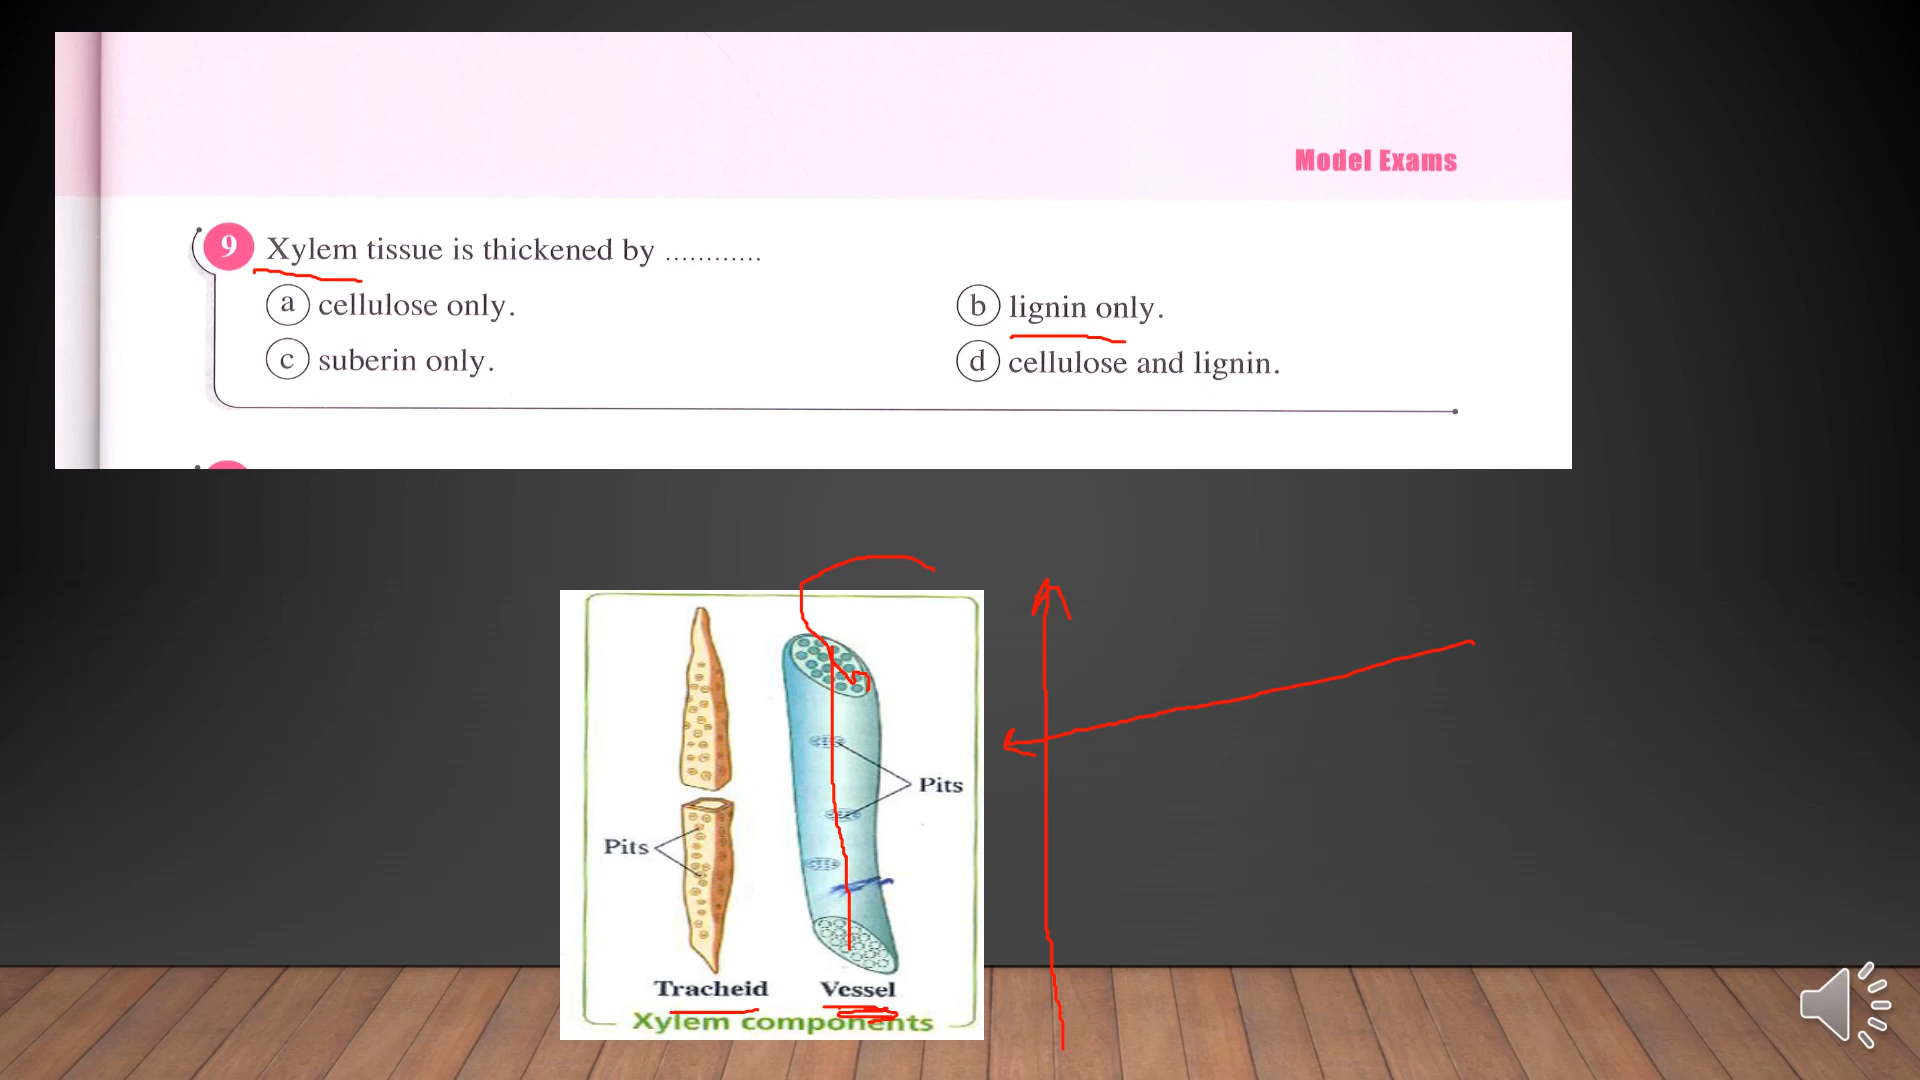 Model Exams
9 Xylem tissue is thickened by ............
a cellulose only.
b lignin only.
c suberin only.
d cellulose and lignin.
Pits
Pits
Tracheid
Vessel
Xylem components